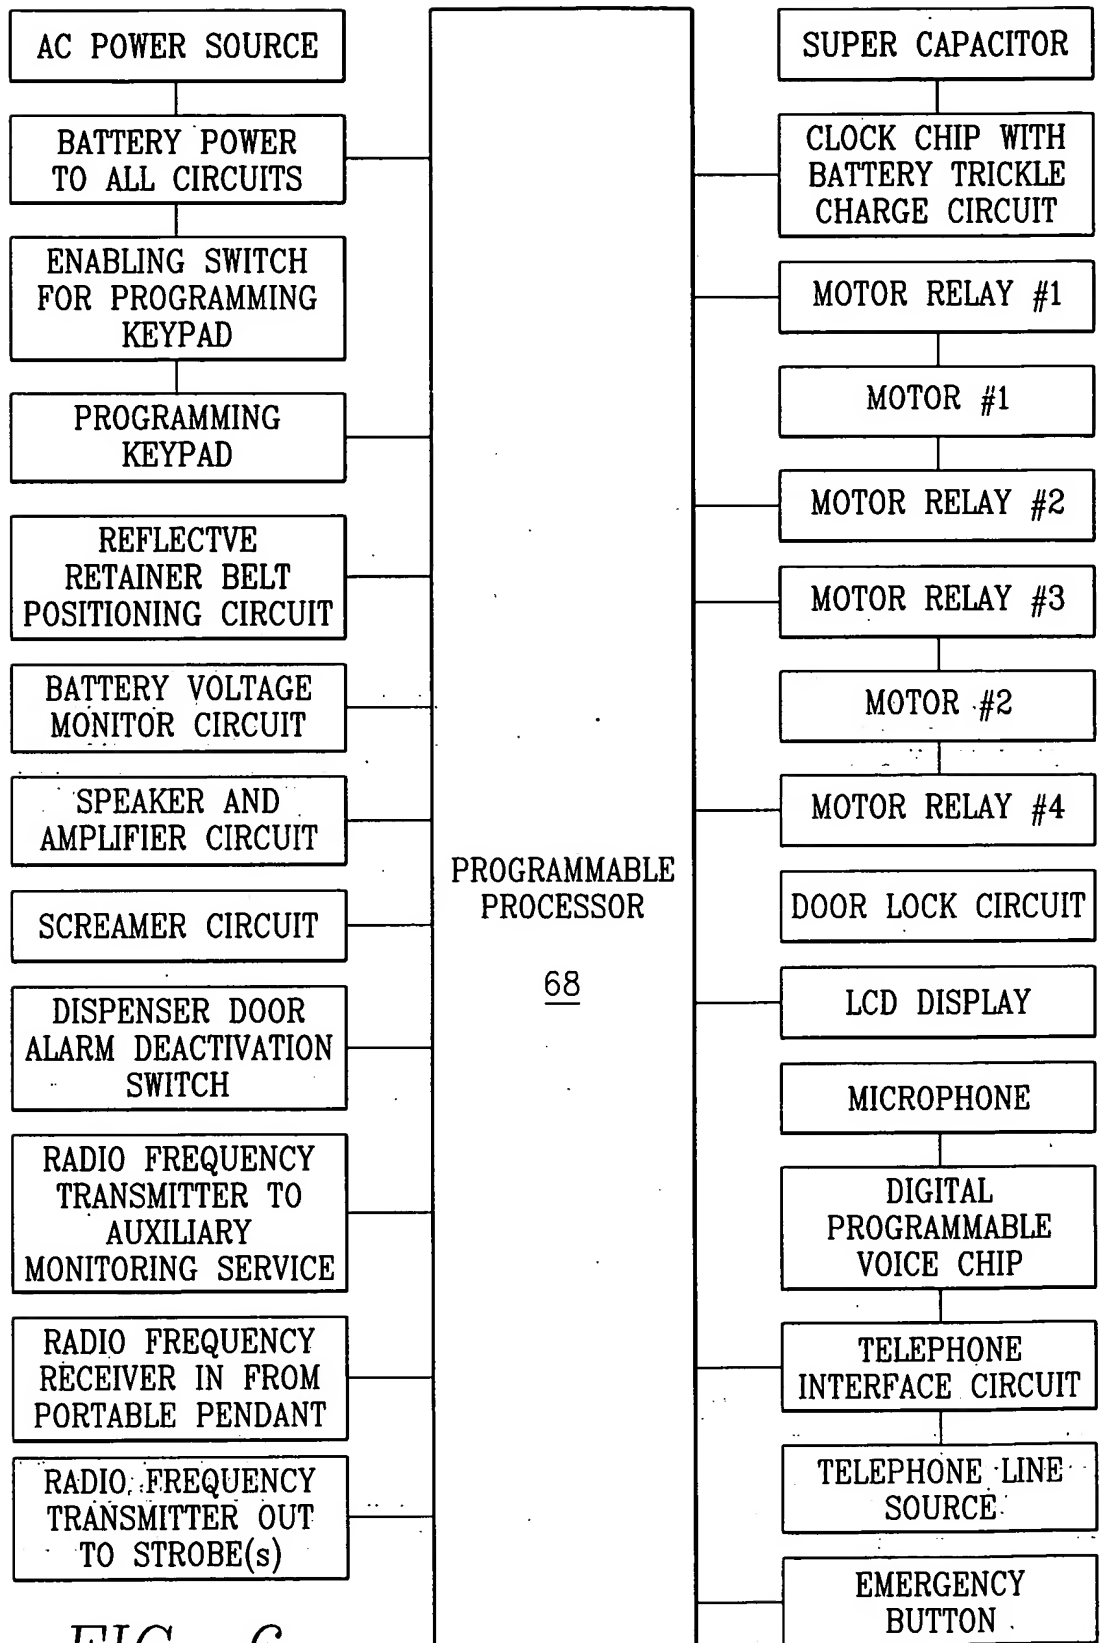 AC POWER SOURCE
BATTERY POWER
TO ALL CIRCUITS
ENABLING SWITCH
FOR PROGRAMMING
KEYPAD
PROGRAMMING
KEYPAD
REFLECTVE
RETAINER BELT
POSITIONING CIRCUIT
BATTERY VOLTAGE
MONITOR CIRCUIT
SPEAKER AND
AMPLIFIER CIRCUIT
SCREAMER CIRCUIT
DISPENSER DOOR
ALARM DEACTIVATION
SWITCH
RADIO FREQUENCY
TRANSMITTER TO
AUXILIARY
MONITORING SERVICE
RADIO FREQUENCY
RECEIVER IN FROM
PORTABLE PENDANT
RADIO FREQUENCY
TRANSMITTER OUT
TO STROBE(s)
PROGRAMMABLE
PROCESSOR
68
SUPER CAPACITOR
CLOCK CHIP WITH
BATTERY TRICKLE
CHARGE CIRCUIT
MOTOR RELAY #1
MOTOR #1
MOTOR RELAY #2
MOTOR RELAY #3
MOTOR #2
MOTOR RELAY #4
DOOR LOCK CIRCUIT
LCD DISPLAY
MICROPHONE
DIGITAL
PROGRAMMABLE
VOICE CHIP
TELEPHONE
INTERFACE CIRCUIT
TELEPHONE LINE
SOURCE
EMERGENCY
BUTTON
FIG. 6